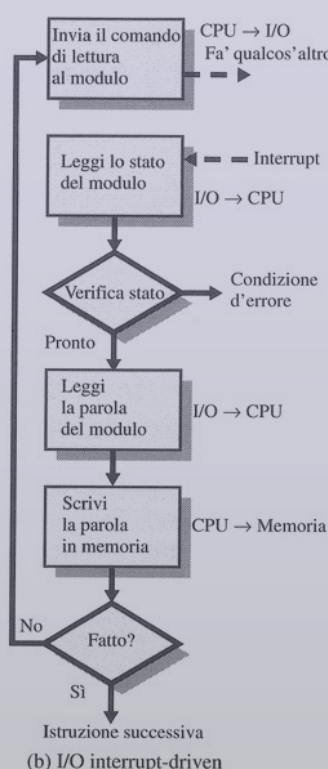 Invia il comando
di lettura
al modulo
CPU → I/O
Fa' qualcos'altro
Leggi lo stato
del modulo
Interrupt
I/O → CPU
Verifica stato
Condizione
d'errore
Pronto
Leggi
la parola
del modulo
I/O → CPU
Scrivi
la parola
in memoria
CPU → Memoria
No
Fatto?
Sì
Istruzione successiva
(b) I/O interrupt-driven